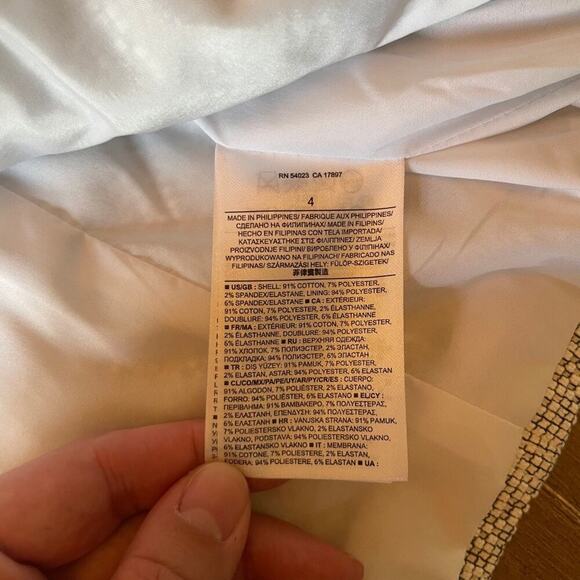 RN 54023 CA 17897
4
MADE IN PHILIPPINES/ FABRIQUE AUX PHILIPPINES/
СДЕЛАНО НА ФИЛИППИНАХ/ MADE IN FILIPINAS/
HECHO EN FILIPINAS CON TELA IMPORTADA/
ΚΑΤΑΣΚΕΥΑΣΤΗΚΕ ΣΤΙΣ ΦΙΛΙΠΠΙΝΕΣ/ ZEMLJA
PROIZVODNJE FILIPINI/ ВИРОБЛЕНО У ФІЛІППІНАХ/
WYPRODUKOWANO NA FILIPINACH/ FABRICADO NAS
FILIPINAS/ SZÁRMAZÁSI HELY: FÜLÖP-SZIGETEK/
菲律賓製造
■ US/GB : SHELL: 91% COTTON, 7% POLYESTER,
2% SPANDEX/ELASTANE, LINING: 94% POLYESTER,
6% SPANDEX/ELASTANE ■ CA : EXTÉRIEUR:
91% COTON, 7% POLYESTER, 2% ÉLASTHANNE,
DOUBLURE: 94% POLYESTER, 6% ÉLASTHANNE
■ FR/MA : EXTÉRIEUR: 91% COTON, 7% POLYESTER,
2% ÉLASTHANNE, DOUBLURE: 94% POLYESTER,
6% ÉLASTHANNE ■ RU : ВЕРХНЯЯ ОДЕЖДА:
91% ХЛОПОК, 7% ПОЛИЭСТЕР, 2% ЭЛАСТАН,
ПОДКЛАДКА: 94% ПОЛИЭСТЕР, 6% ЭЛАСТАН
■ TR : DIŞ YÜZEY: 91% PAMUK, 7% POLYESTER,
2% ELASTAN, ASTAR: 94% POLYESTER, 6% ELASTAN
■ CL/CO/MX/PA/PE/UY/AR/PY/CR/ES : CUERPO:
91% ALGODÓN, 7% POLIÉSTER, 2% ELASTANO,
FORRO: 94% POLIÉSTER, 6% ELASTANO ■ EL/CY :
ΠΕΡΙΒΛΗΜΑ: 91% ΒΑΜΒΑΚΕΡΟ, 7% ΠΟΛΥΕΣΤΕΡΑΣ,
2% ΕΛΑΣΤΑΝΗ, ΕΠΕΝΔΥΣΗ: 94% ΠΟΛΥΕΣΤΕΡΑΣ,
6% ΕΛΑΣΤΑΝΗ ■ HR : VANJSKA STRANA: 91% PAMUK,
7% POLIESTERSKO VLAKNO, 2% ELASTANSKO
VLAKNO, PODSTAVA: 94% POLIESTERSKO VLAKNO,
6% ELASTANSKO VLAKNO ■ IT : MEMBRANA:
91% COTONE, 7% POLIESTERE, 2% ELASTAN,
FODERA: 94% POLIESTERE, 6% ELASTAN ■ UA :